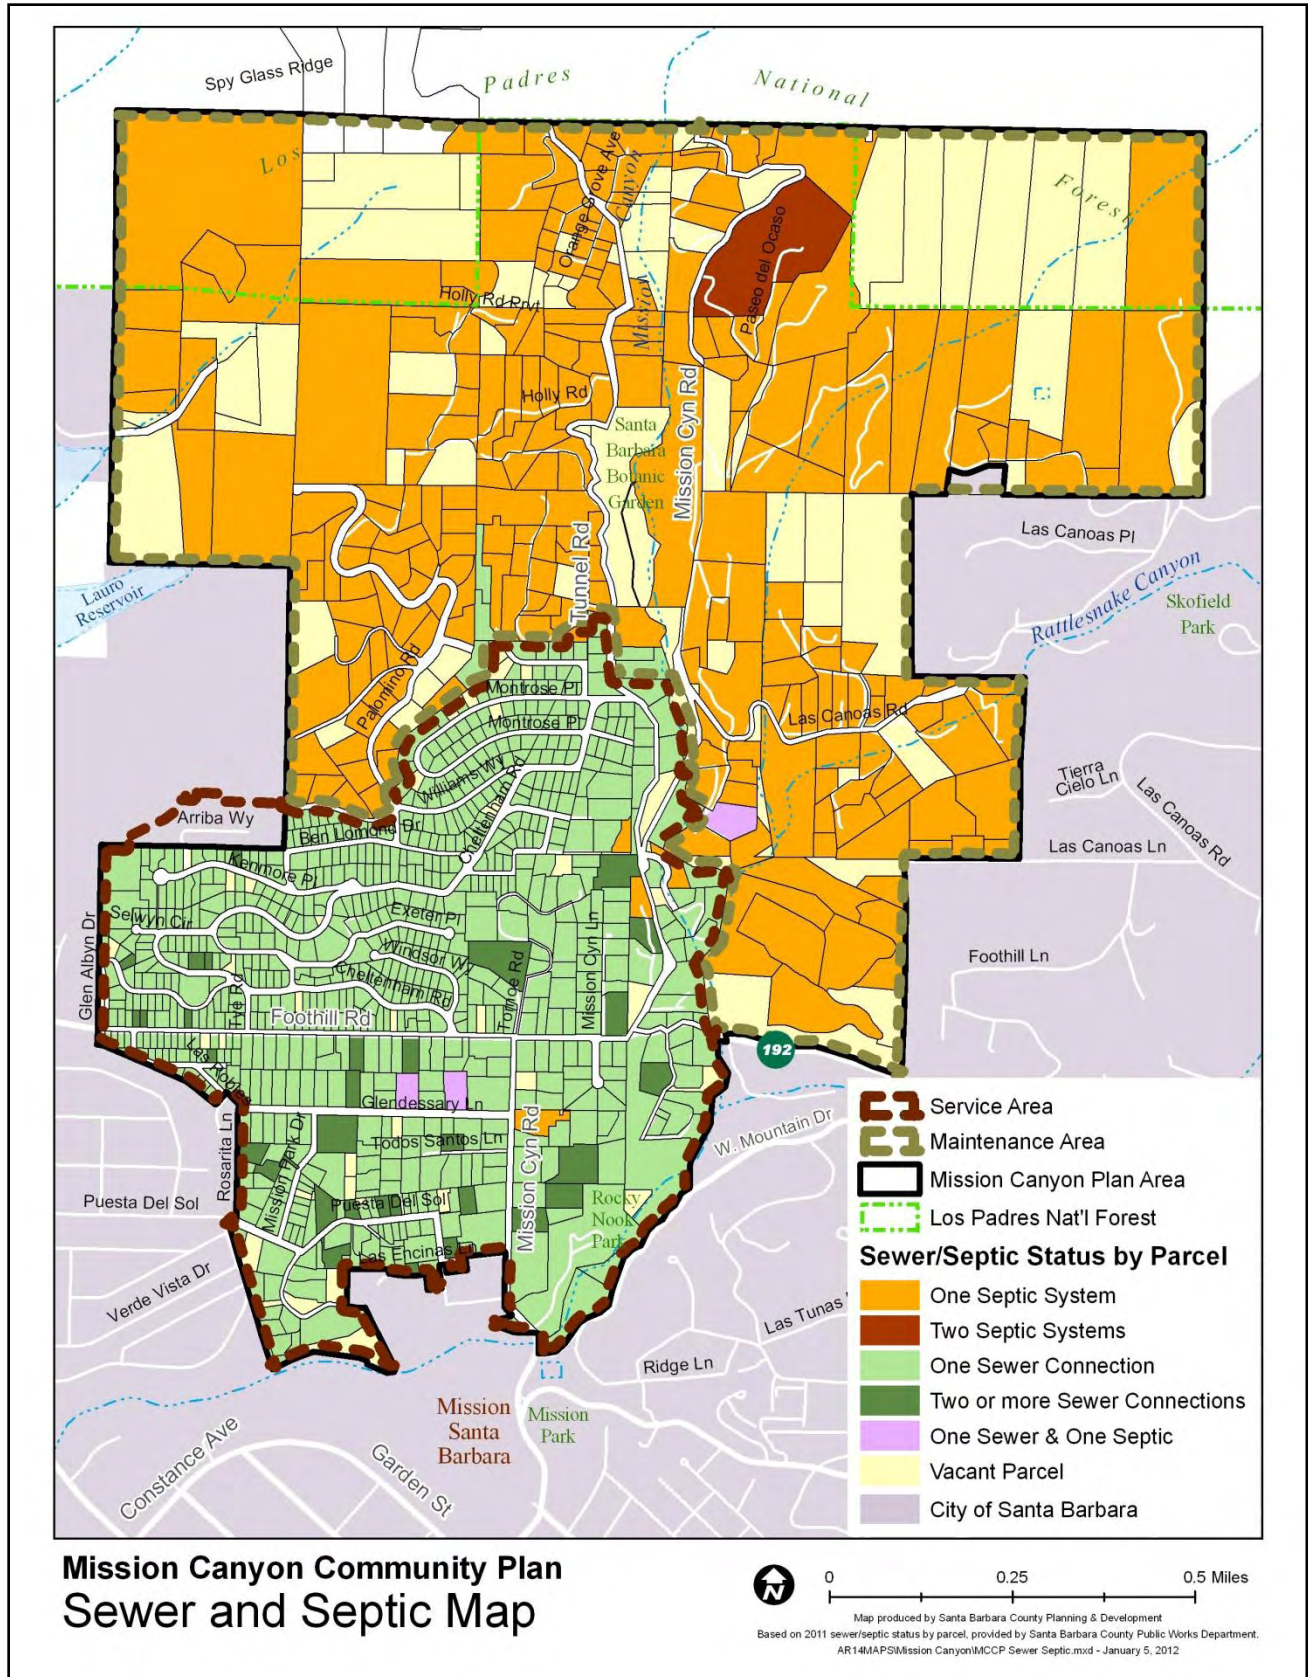 Spy Glass Ridge
Padres
National
Los
Forest
Orange Grove Ave
Canyon
Mission
Paseo del Ocaso
Holly Rd Prvt
Holly Rd
Mission Cyn Rd
Santa
Barbara
Botanic
Garden
Tunnel Rd
Las Canoas Pl
Rattlesnake Canyon
Skofield
Park
Lauro
Reservoir
Palomino Rd
Montrose Pl
Montrose Pl
Las Canoas Rd
Williams Wy
Cheltenham Rd
Tierra
Cielo Ln
Las Canoas Rd
Arriba Wy
Ben Lomond Dr
Las Canoas Ln
Kenmore Pl
Selwyn Cir
Exeter Pl
Windsor Wy
Cheltenham Rd
Glen Albyn Dr
Tye Rd
Tornoe Rd
Mission Cyn Ln
Foothill Ln
Foothill Rd
192
Las Robles
Glendessary Ln
Todos Santos Ln
Mission Cyn Rd
W. Mountain Dr
Rosarita Ln
Mission Park Dr
Puesta Del Sol
Puesta Del Sol
Rocky
Nook
Park
Las Encinas Ln
Verde Vista Dr
Las Tunas
Ridge Ln
Mission
Santa
Barbara
Mission
Park
Constance Ave
Garden St
Service Area
Maintenance Area
Mission Canyon Plan Area
Los Padres Nat'l Forest
Sewer/Septic Status by Parcel
One Septic System
Two Septic Systems
One Sewer Connection
Two or more Sewer Connections
One Sewer & One Septic
Vacant Parcel
City of Santa Barbara
Mission Canyon Community Plan
Sewer and Septic Map
N
0 0.25 0.5 Miles
Map produced by Santa Barbara County Planning & Development
Based on 2011 sewer/septic status by parcel, provided by Santa Barbara County Public Works Department.
AR14MAPS\Mission Canyon\MCCP Sewer Septic.mxd - January 5, 2012